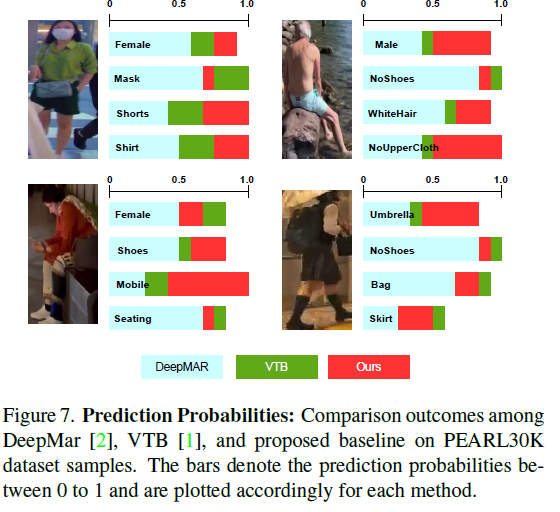 0 0.5 1.0
Female
Mask
Shorts
Shirt
0 0.5 1.0
Male
NoShoes
WhiteHair
NoUpperCloth
0 0.5 1.0
Female
Shoes
Mobile
Seating
0 0.5 1.0
Umbrella
NoShoes
Bag
Skirt
DeepMAR VTB Ours
Figure 7. Prediction Probabilities: Comparison outcomes among
DeepMar [2], VTB [1], and proposed baseline on PEARL30K
dataset samples. The bars denote the prediction probabilities be-
tween 0 to 1 and are plotted accordingly for each method.